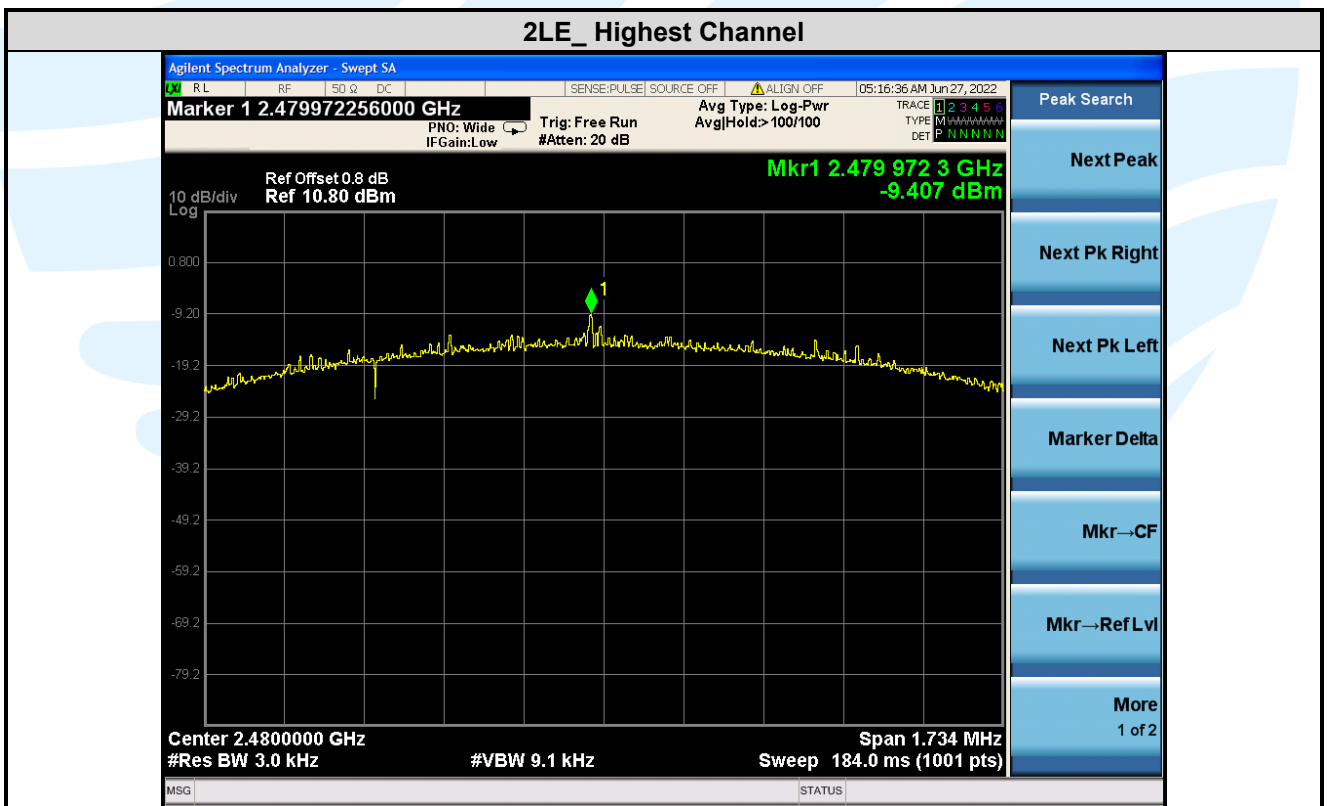 2LE_ Highest Channel
Agilent Spectrum Analyzer - Swept SA
LXI RL RF 50 Ω DC SENSE:PULSE SOURCE OFF ALIGN OFF 05:16:36 AM Jun 27, 2022
Marker 1 2.479972256000 GHz
PNO: Wide
IFGain:Low
Trig: Free Run
#Atten: 20 dB
Avg Type: Log-Pwr
Avg|Hold:>100/100
TRACE 1 2 3 4 5 6
TYPE M WWWWW
DET P N N N N N
Peak Search
Mkr1 2.479 972 3 GHz
-9.407 dBm
Ref Offset 0.8 dB
10 dB/div Ref 10.80 dBm
Log
1
0.800
-9.20
-19.2
-29.2
-39.2
-49.2
-59.2
-69.2
-79.2
Next Peak
Next Pk Right
Next Pk Left
Marker Delta
Mkr→CF
Mkr→Ref Lvl
More
1 of 2
Center 2.4800000 GHz Span 1.734 MHz
#Res BW 3.0 kHz #VBW 9.1 kHz Sweep 184.0 ms (1001 pts)
MSG STATUS